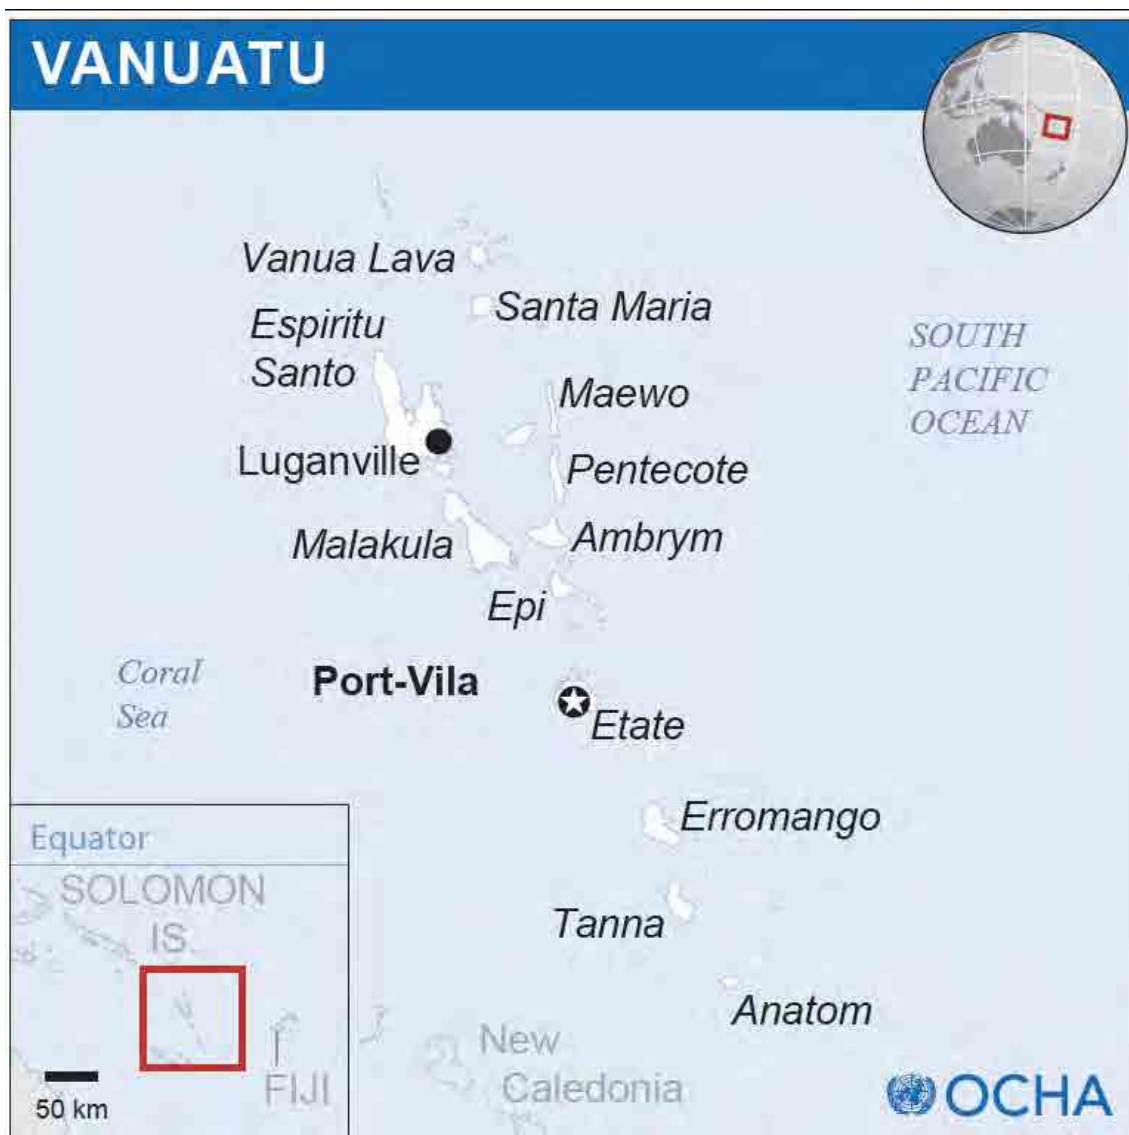 VANUATU
Vanua Lava
Santa Maria
Espiritu
Santo
SOUTH
PACIFIC
OCEAN
Maewo
Luganville
Pentecote
Malakula
Ambrym
Epi
Coral
Sea
Port-Vila
Etate
Erromango
Equator
SOLOMON
IS.
Tanna
Anatom
New
Caledonia
FIJI
50 km
OCHA